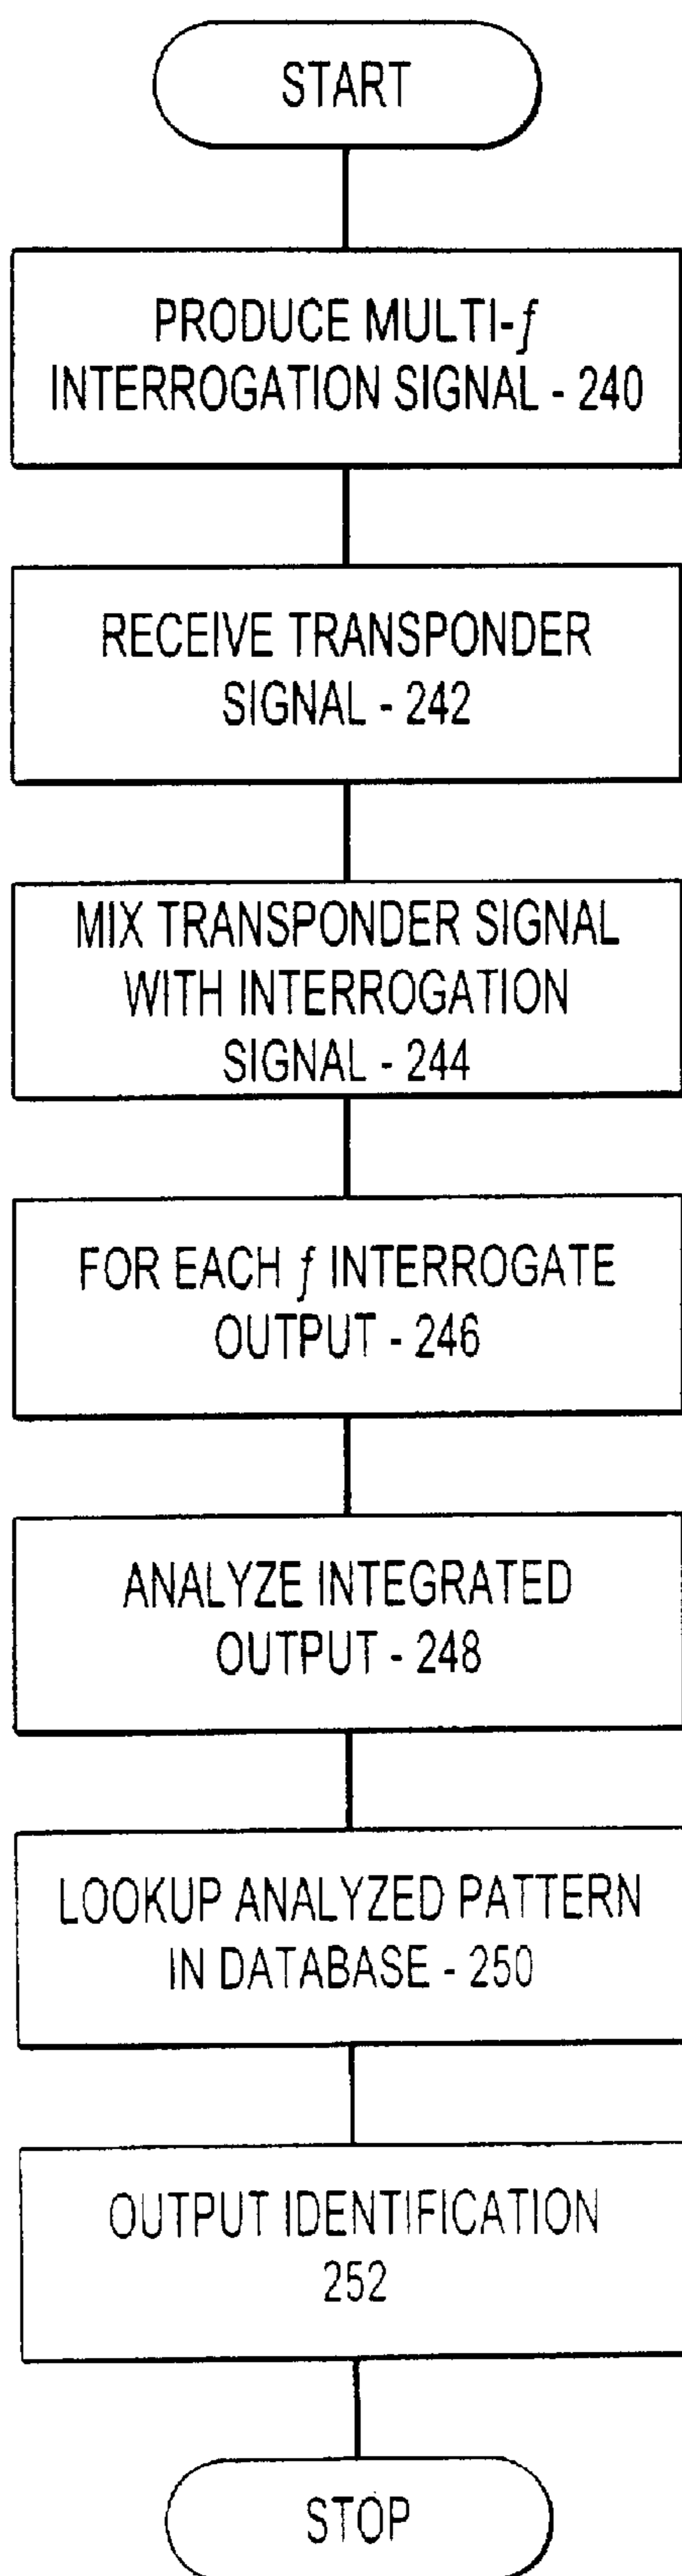 START
PRODUCE MULTI-ƒ
INTERROGATION SIGNAL - 240
RECEIVE TRANSPONDER
SIGNAL - 242
MIX TRANSPONDER SIGNAL
WITH INTERROGATION
SIGNAL - 244
FOR EACH ƒ INTERROGATE
OUTPUT - 246
ANALYZE INTEGRATED
OUTPUT - 248
LOOKUP ANALYZED PATTERN
IN DATABASE - 250
OUTPUT IDENTIFICATION
252
STOP